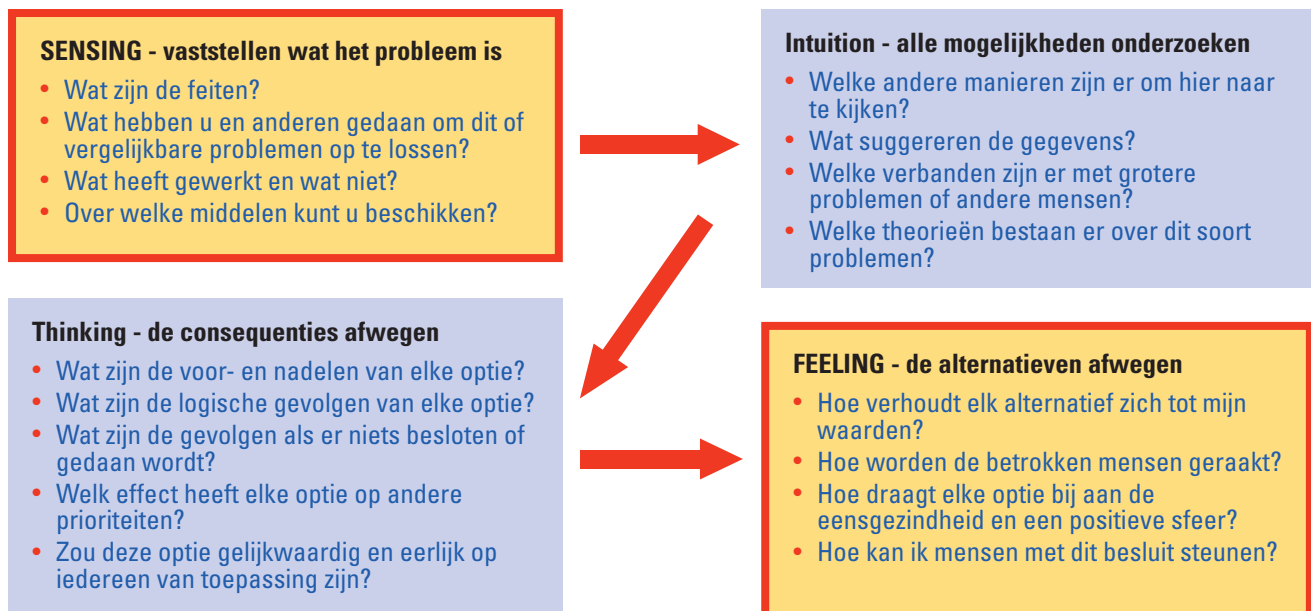 SENSING - vaststellen wat het probleem is
• Wat zijn de feiten?
• Wat hebben u en anderen gedaan om dit of
vergelijkbare problemen op te lossen?
• Wat heeft gewerkt en wat niet?
• Over welke middelen kunt u beschikken?
Intuition - alle mogelijkheden onderzoeken
• Welke andere manieren zijn er om hier naar
te kijken?
• Wat suggereren de gegevens?
• Welke verbanden zijn er met grotere
problemen of andere mensen?
• Welke theorieën bestaan er over dit soort
problemen?
Thinking - de consequenties afwegen
• Wat zijn de voor- en nadelen van elke optie?
• Wat zijn de logische gevolgen van elke optie?
• Wat zijn de gevolgen als er niets besloten of
gedaan wordt?
• Welk effect heeft elke optie op andere
prioriteiten?
• Zou deze optie gelijkwaardig en eerlijk op
iedereen van toepassing zijn?
FEELING - de alternatieven afwegen
• Hoe verhoudt elk alternatief zich tot mijn
waarden?
• Hoe worden de betrokken mensen geraakt?
• Hoe draagt elke optie bij aan de
eensgezindheid en een positieve sfeer?
• Hoe kan ik mensen met dit besluit steunen?